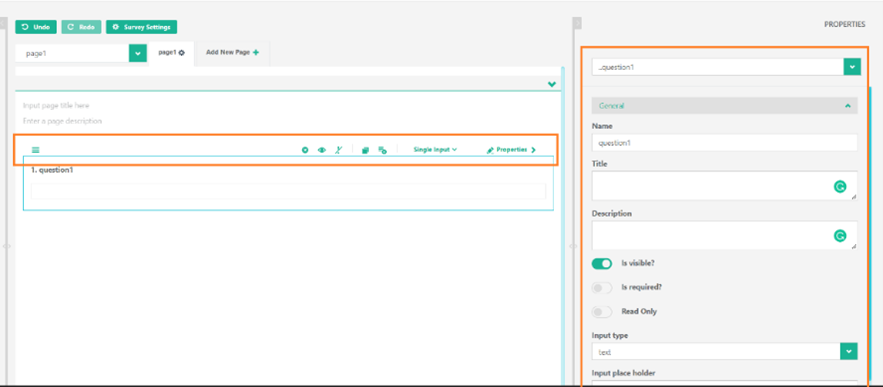 Undo Redo Survey Settings
PROPERTIES
page1 page1 Add New Page
..question1
General
Input page title here
Name
Enter a page description
question1
Single input Properties
Title
1. question1
Description
Is visible?
Is required?
Read Only
Input type
text
Input place holder